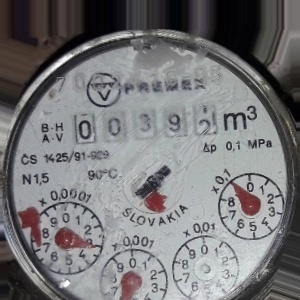 PREMEX
B-H
A-V
0 0 3 9 2 m³
ČS 1425/91-929
Δp 0,1 MPa
N 1,5 90°C
SLOVAKIA
x 0,0001
x 0,001
x 0,01
x 0,1